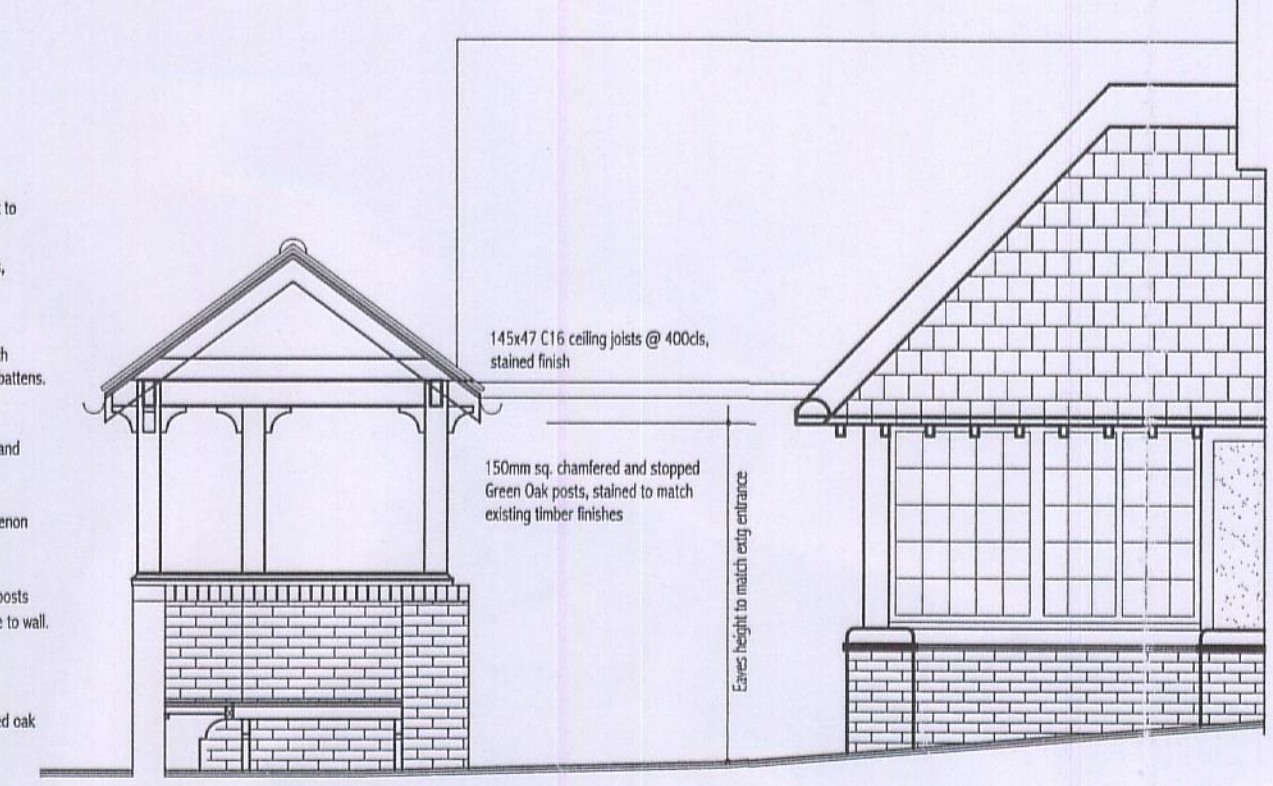 to
h
battens.
and
enon
posts
e to wall.
ed oak
145x47 C16 ceiling joists @ 400cls,
stained finish
150mm sq. chamfered and stopped
Green Oak posts, stained to match
existing timber finishes
Eaves height to match extg entrance